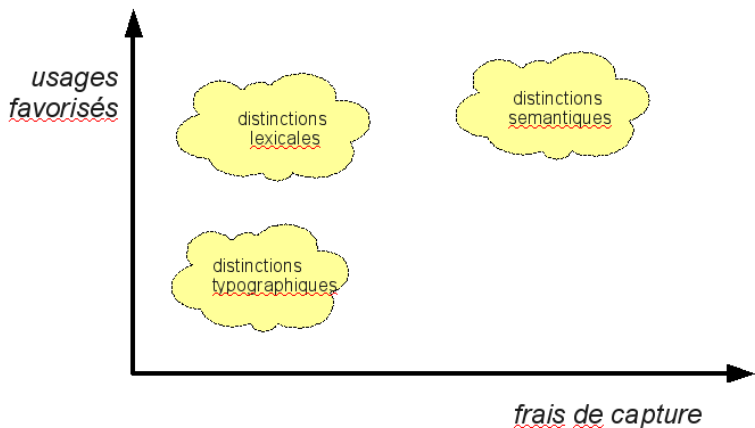 usages
favorisés
distinctions
lexicales
distinctions
semantiques
distinctions
typographiques
frais de capture